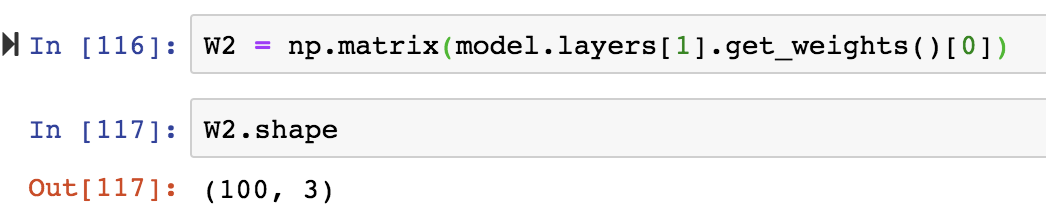 In [116]: W2 = np.matrix(model.layers[1].get_weights()[0])
In [117]: W2.shape
Out[117]: (100, 3)